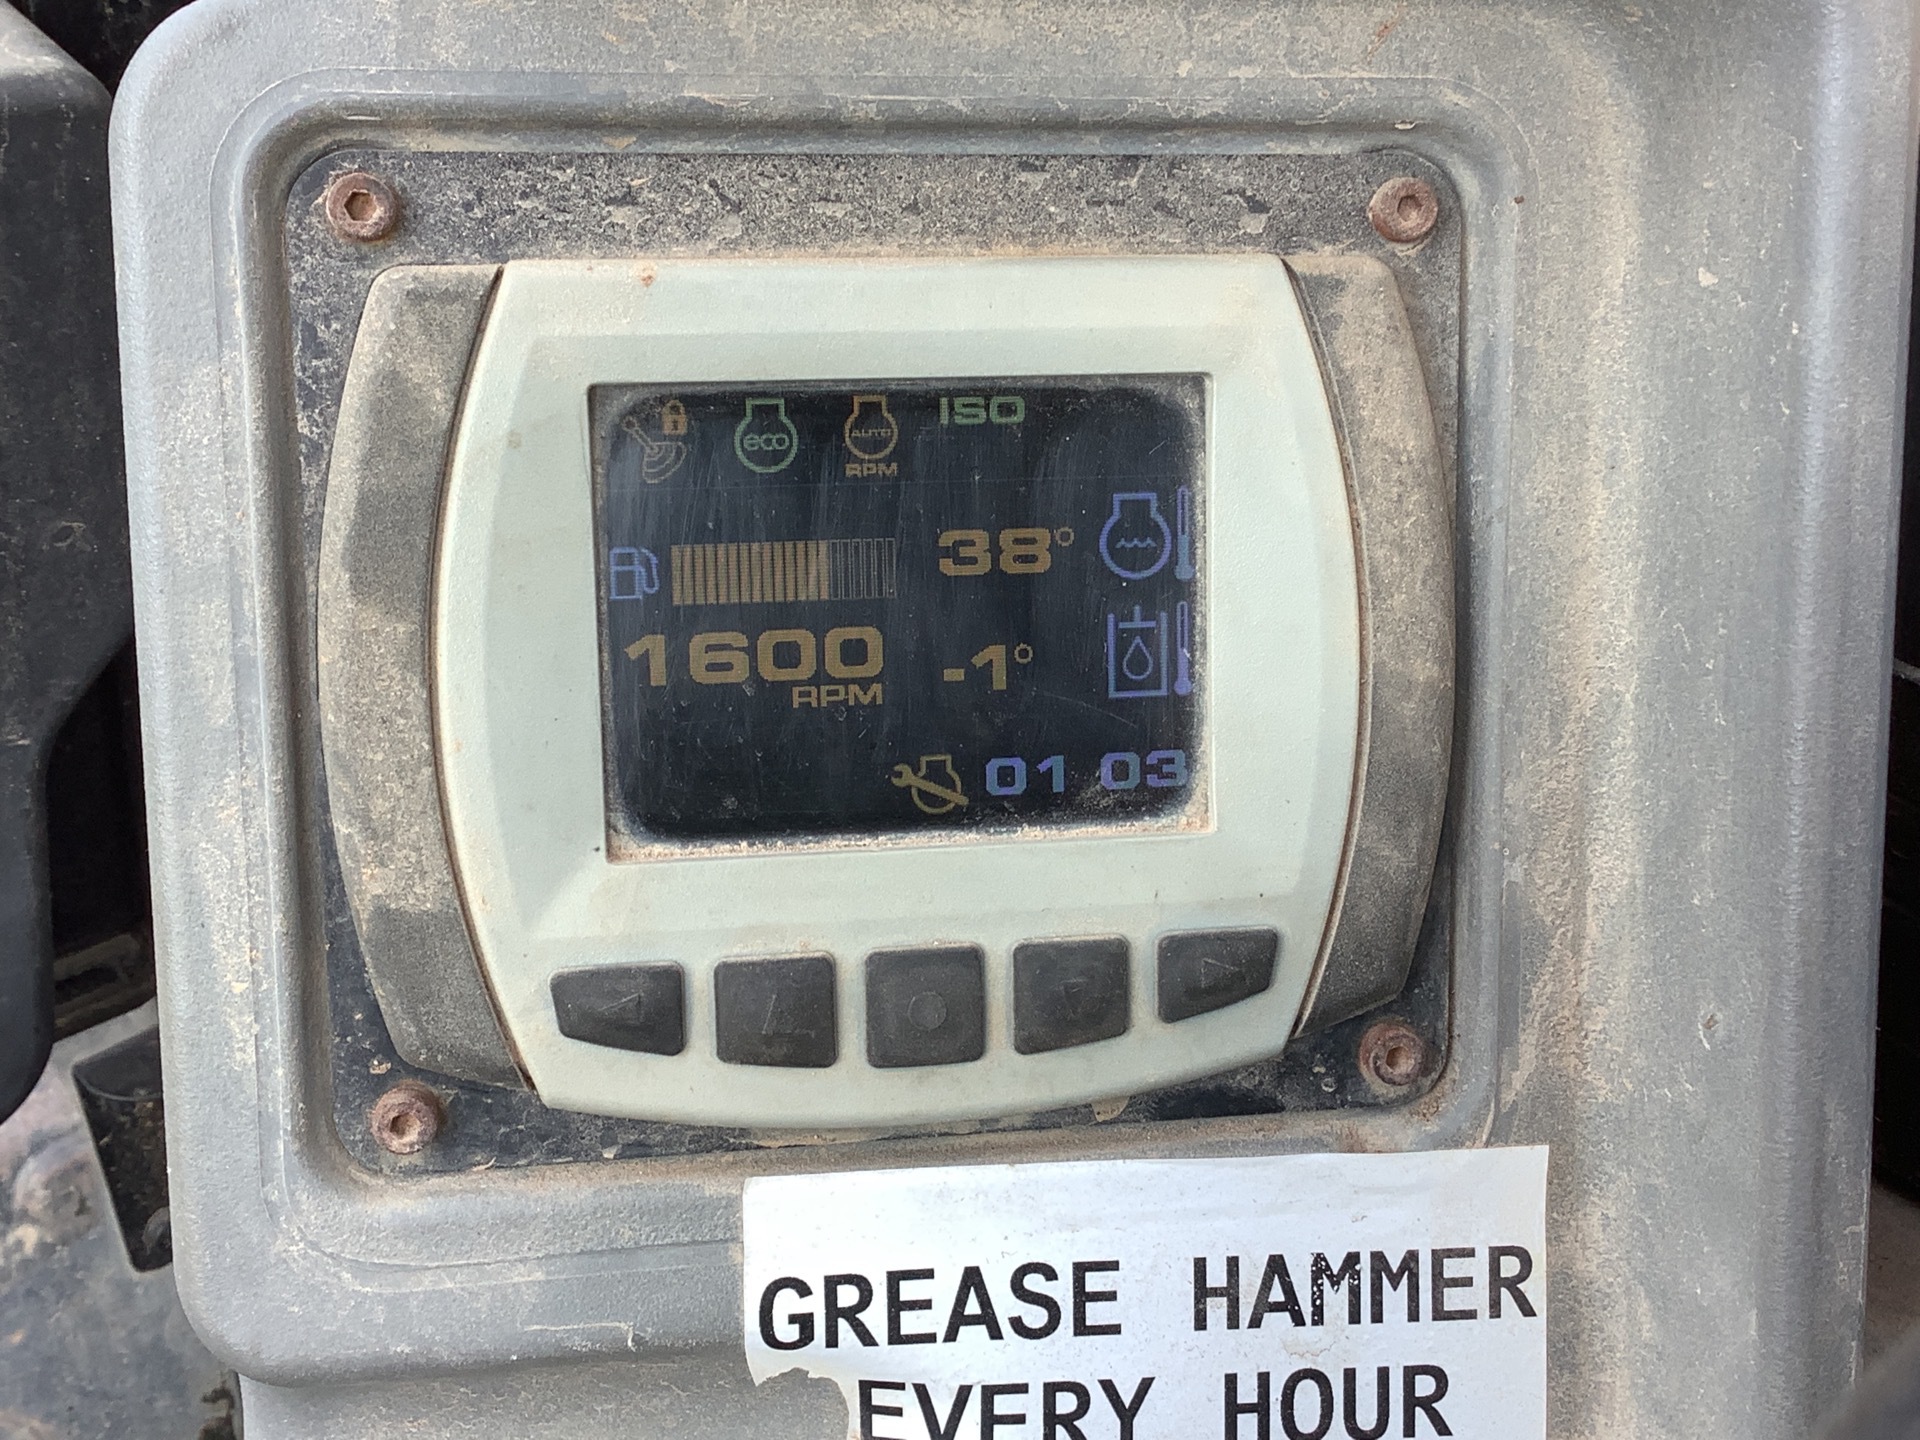 eco
AUTO
RPM
ISO
38°
1600
RPM
-1°
01 03
GREASE HAMMER
EVERY HOUR